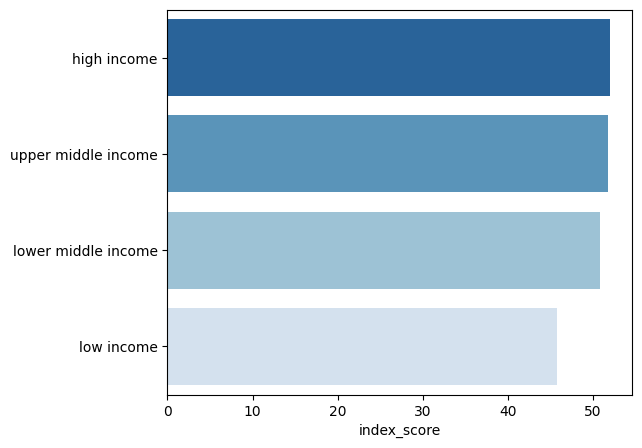 high income
upper middle income
lower middle income
low income
0 10 20 30 40 50
index_score